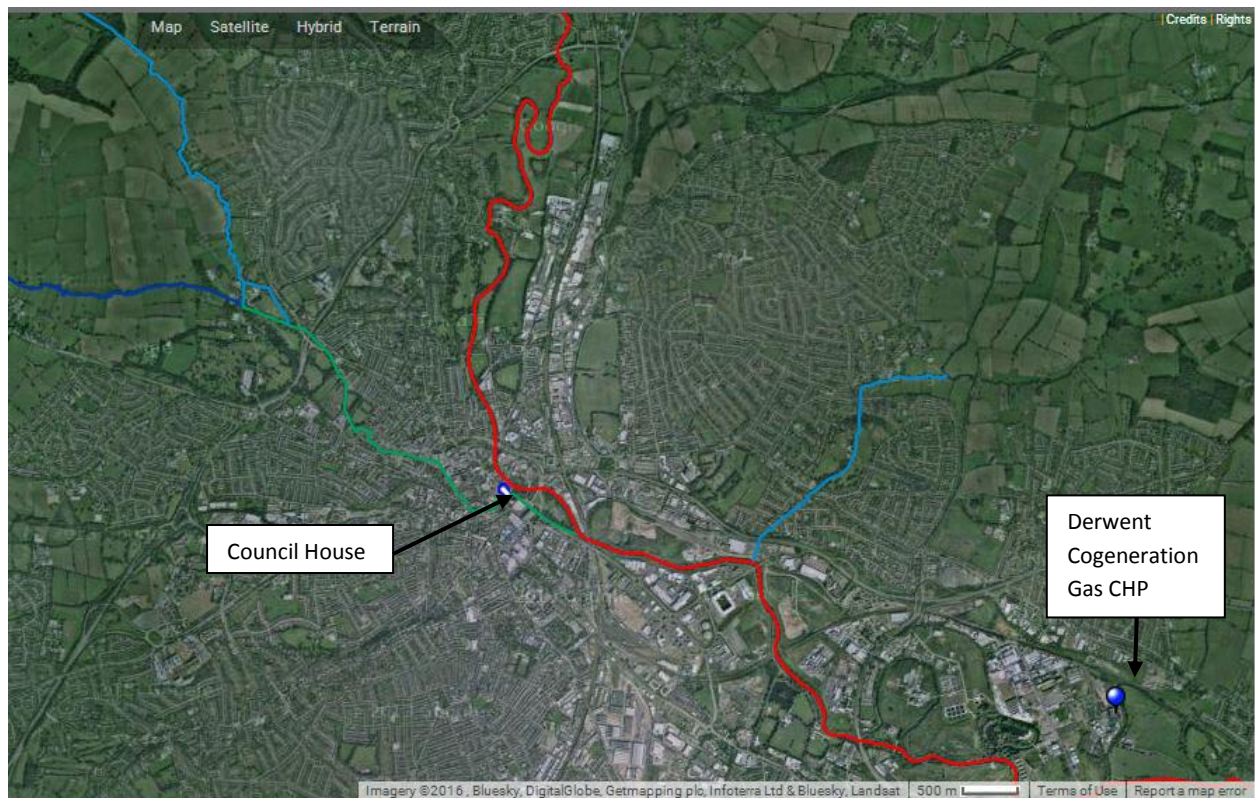 Map Satellite Hybrid Terrain
| Credits | Rights
Google
Council House
Derwent
Cogeneration
Gas CHP
Imagery ©2016 , Bluesky, DigitalGlobe, Getmapping plc, Infoterra Ltd & Bluesky, Landsat 500 m Terms of Use Report a map error